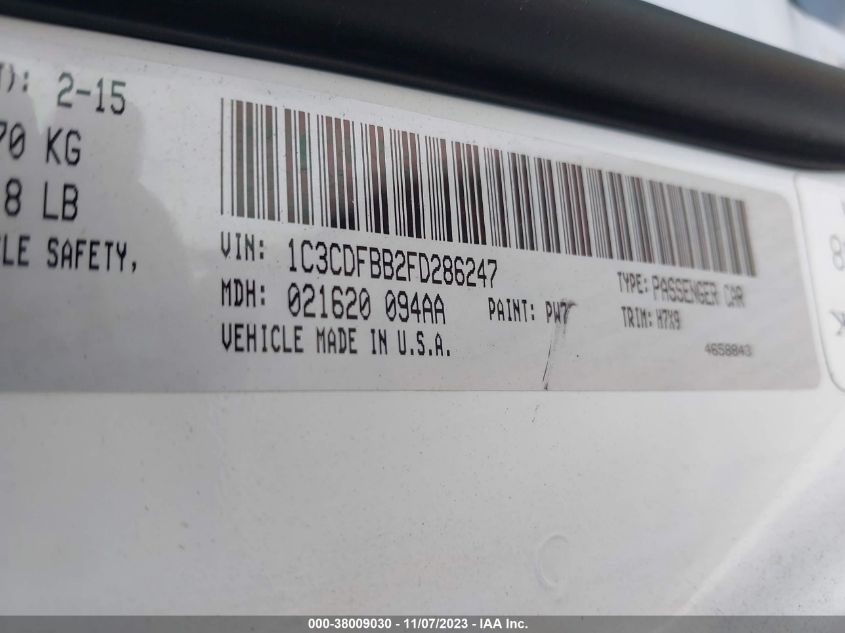 T): 2-15
70 KG
8 LB
LE SAFETY,
VIN: 1C3CDFBB2FD286247
MDH: 021620 094AA
PAINT: PW7
VEHICLE MADE IN U.S.A.
TYPE: PASSENGER CAR
TRIM: H7X9
4658843
8
K
000-38009030 - 11/07/2023 - IAA Inc.